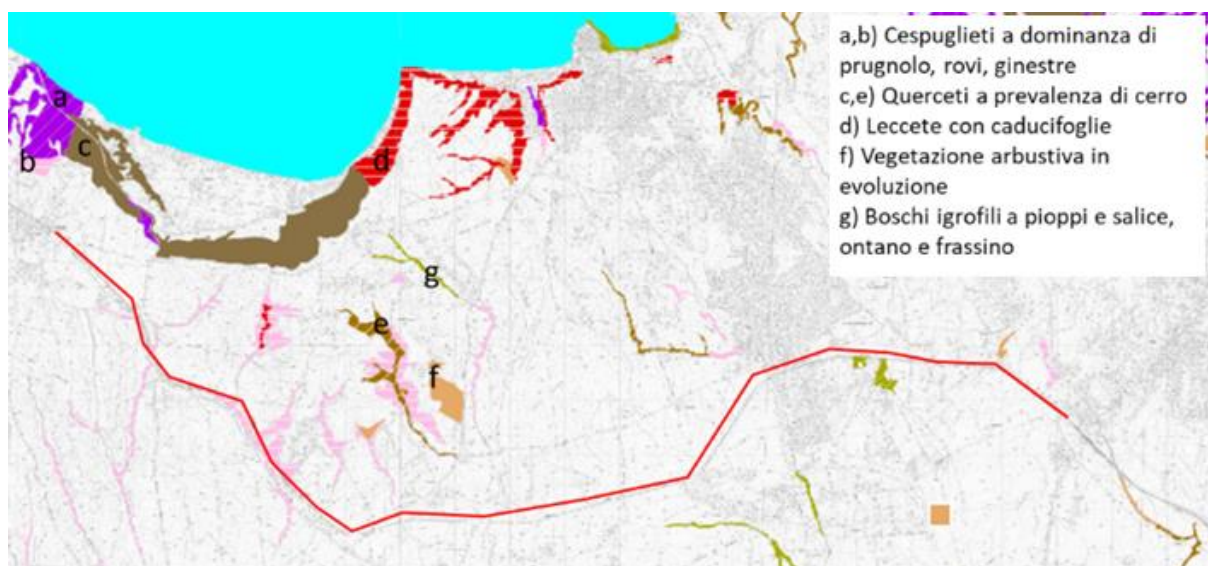 a,b) Cespuglieti a dominanza di
prugnolo, rovi, ginestre
c,e) Querceti a prevalenza di cerro
d) Leccete con caducifoglie
f) Vegetazione arbustiva in
evoluzione
g) Boschi igrofili a pioppi e salice,
ontano e frassino
a
b
c
d
g
e
f